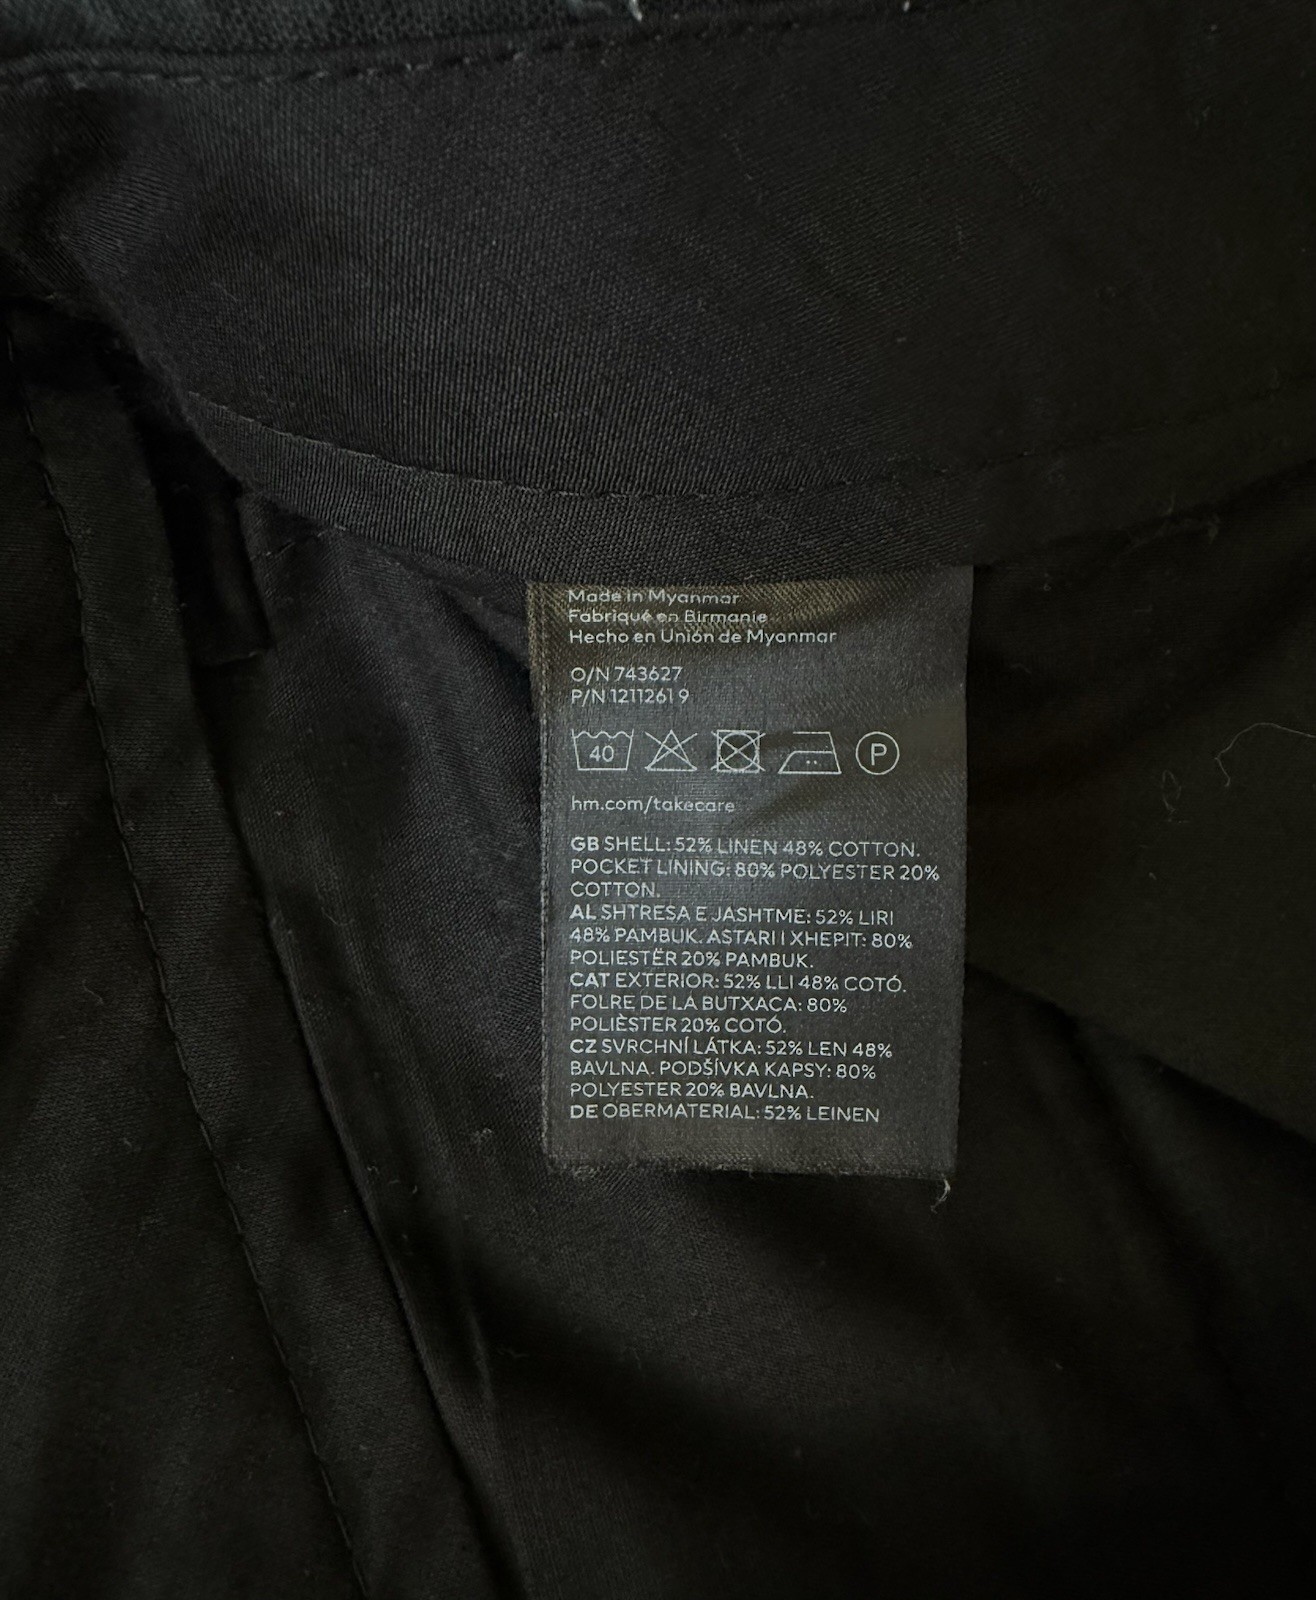 Made in Myanmar
Fabriqué en Birmanie
Hecho en Unión de Myanmar
O/N 743627
P/N 1211261 9
40 P
hm.com/takecare
GB SHELL: 52% LINEN 48% COTTON.
POCKET LINING: 80% POLYESTER 20%
COTTON.
AL SHTRESA E JASHTME: 52% LIRI
48% PAMBUK. ASTARI I XHEPIT: 80%
POLIESTËR 20% PAMBUK.
CAT EXTERIOR: 52% LLI 48% COTÓ.
FOLRE DE LA BUTXACA: 80%
POLIÈSTER 20% COTÓ.
CZ SVRCHNÍ LÁTKA: 52% LEN 48%
BAVLNA. PODŠÍVKA KAPSY: 80%
POLYESTER 20% BAVLNA.
DE OBERMATERIAL: 52% LEINEN